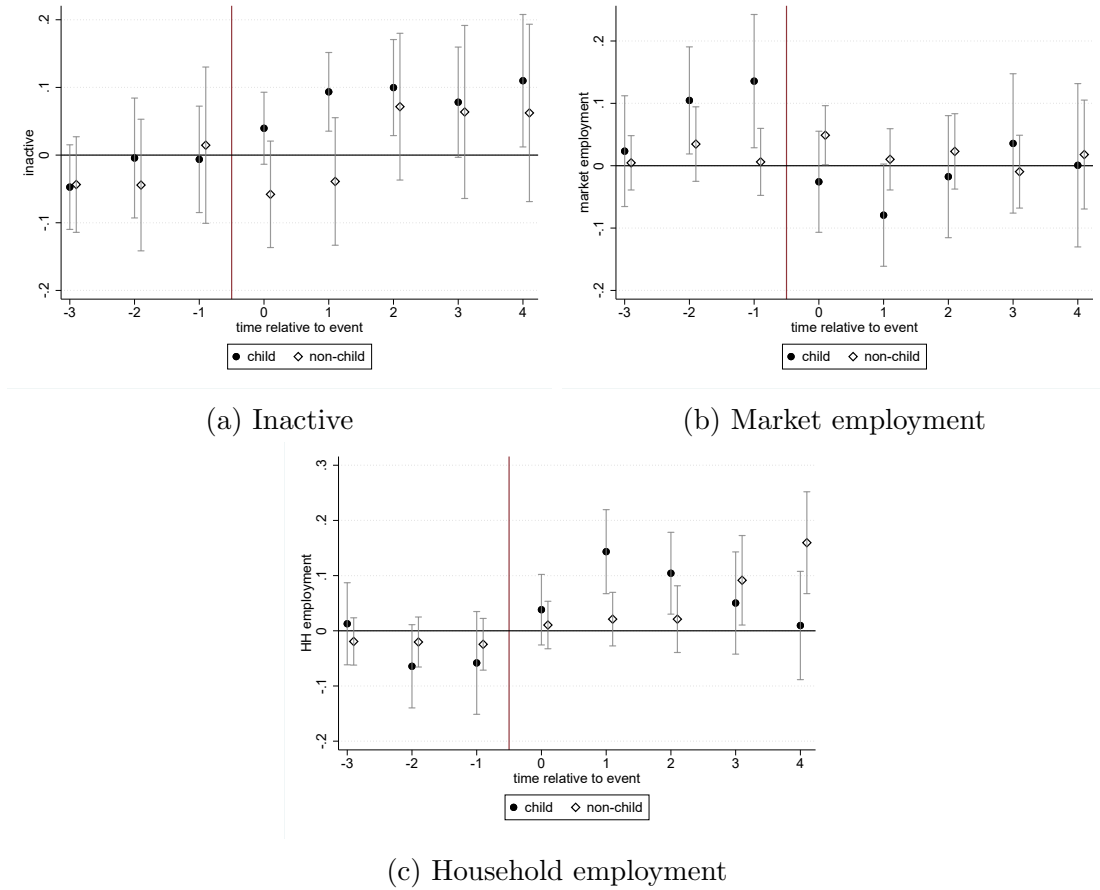 .2
.1
0
-.1
-.2
inactive
-3 -2 -1 0 1 2 3 4
time relative to event
child non-child
(a) Inactive
.2
.1
0
-.1
-.2
market employment
-3 -2 -1 0 1 2 3 4
time relative to event
child non-child
(b) Market employment
.3
.2
.1
0
-.1
-.2
HH employment
-3 -2 -1 0 1 2 3 4
time relative to event
child non-child
(c) Household employment